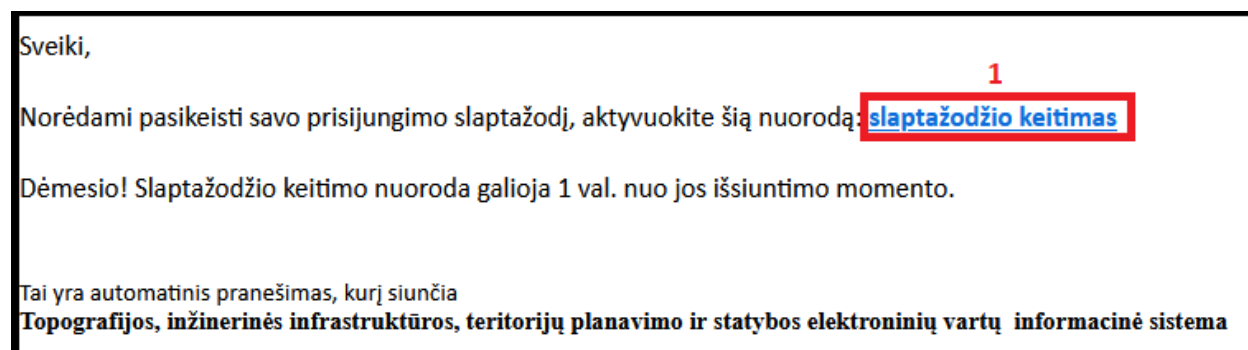 Sveiki,
1
Norėdami pasikeisti savo prisijungimo slaptažodį, aktyvuokite šią nuorodą: slaptažodžio keitimas
Dėmesio! Slaptažodžio keitimo nuoroda galioja 1 val. nuo jos išsiuntimo momento.
Tai yra automatinis pranešimas, kurį siunčia
Topografijos, inžinerinės infrastruktūros, teritorijų planavimo ir statybos elektroninių vartų informacinė sistema